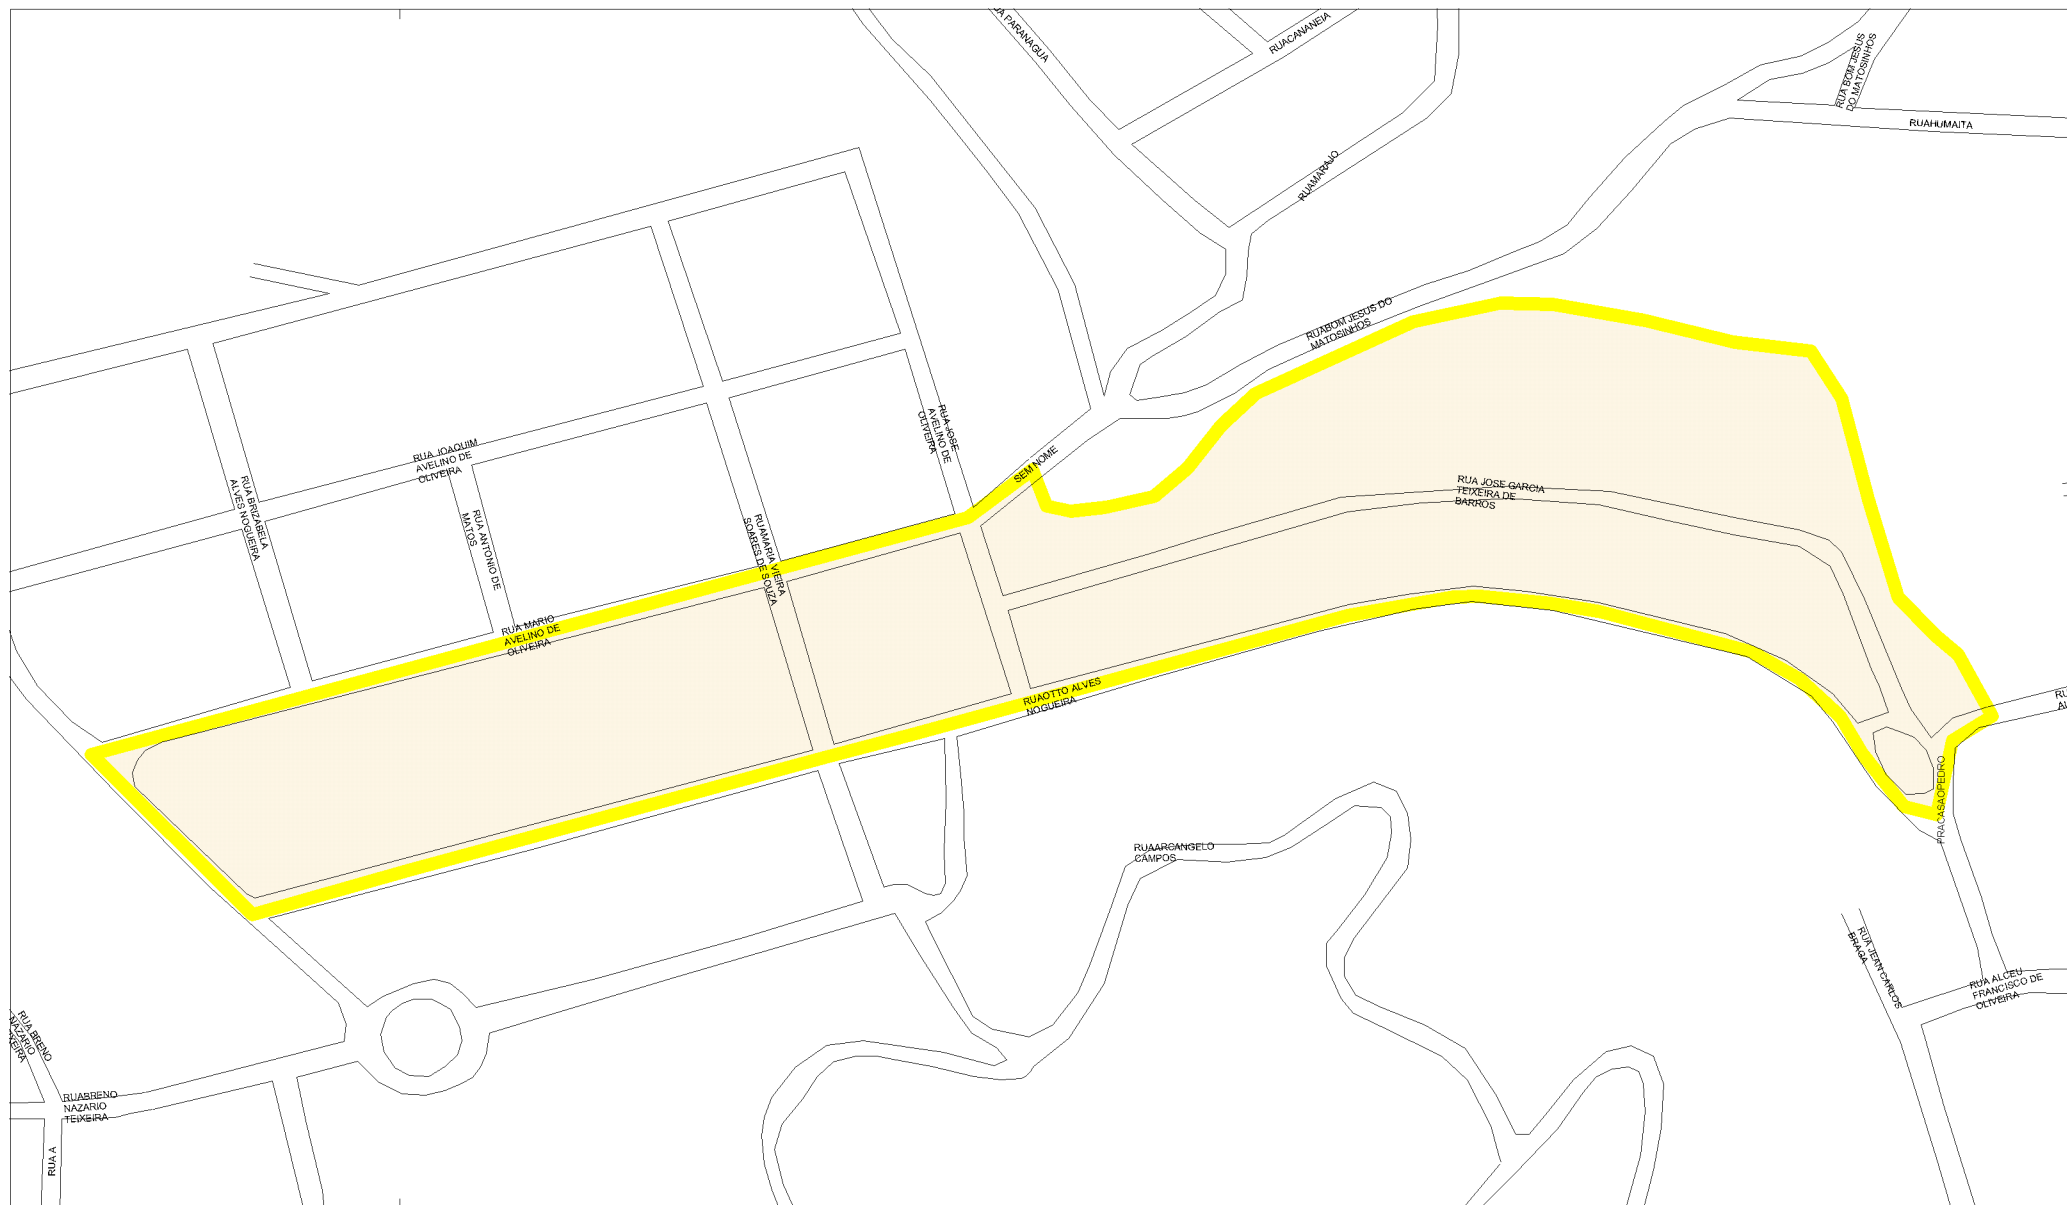 RUACANANEIA
RUA BOM JESUS
DO MATOSINHOS
RUAHUMAITA
RUAMARAJO
RUABOM JESUS DO
MATOSINHOS
RUA JOSE
AVELINO DE
OLIVEIRA
RUA JOAQUIM
AVELINO DE
OLIVEIRA
SEM NOME
RUA BRIZABELA
ALVES NOGUEIRA
RUA ANTONIO DE
MATOS
RUAMARIA VIEIRA
SOARES DE SOUZA
RUA JOSE GARCIA
TEIXEIRA DE
BARROS
RUA MARIO
AVELINO DE
OLIVEIRA
RUAOTTO ALVES
NOGUEIRA
PRACASAOPEDRO
RUAARCANGELO
CAMPOS
RUA JEAN CARLOS
BRAGA
RUA ALCEU
FRANCISCO DE
OLIVEIRA
RUA BRENO
NAZARIO
RUABRENO
NAZARIO
TEIXEIRA
RUA A